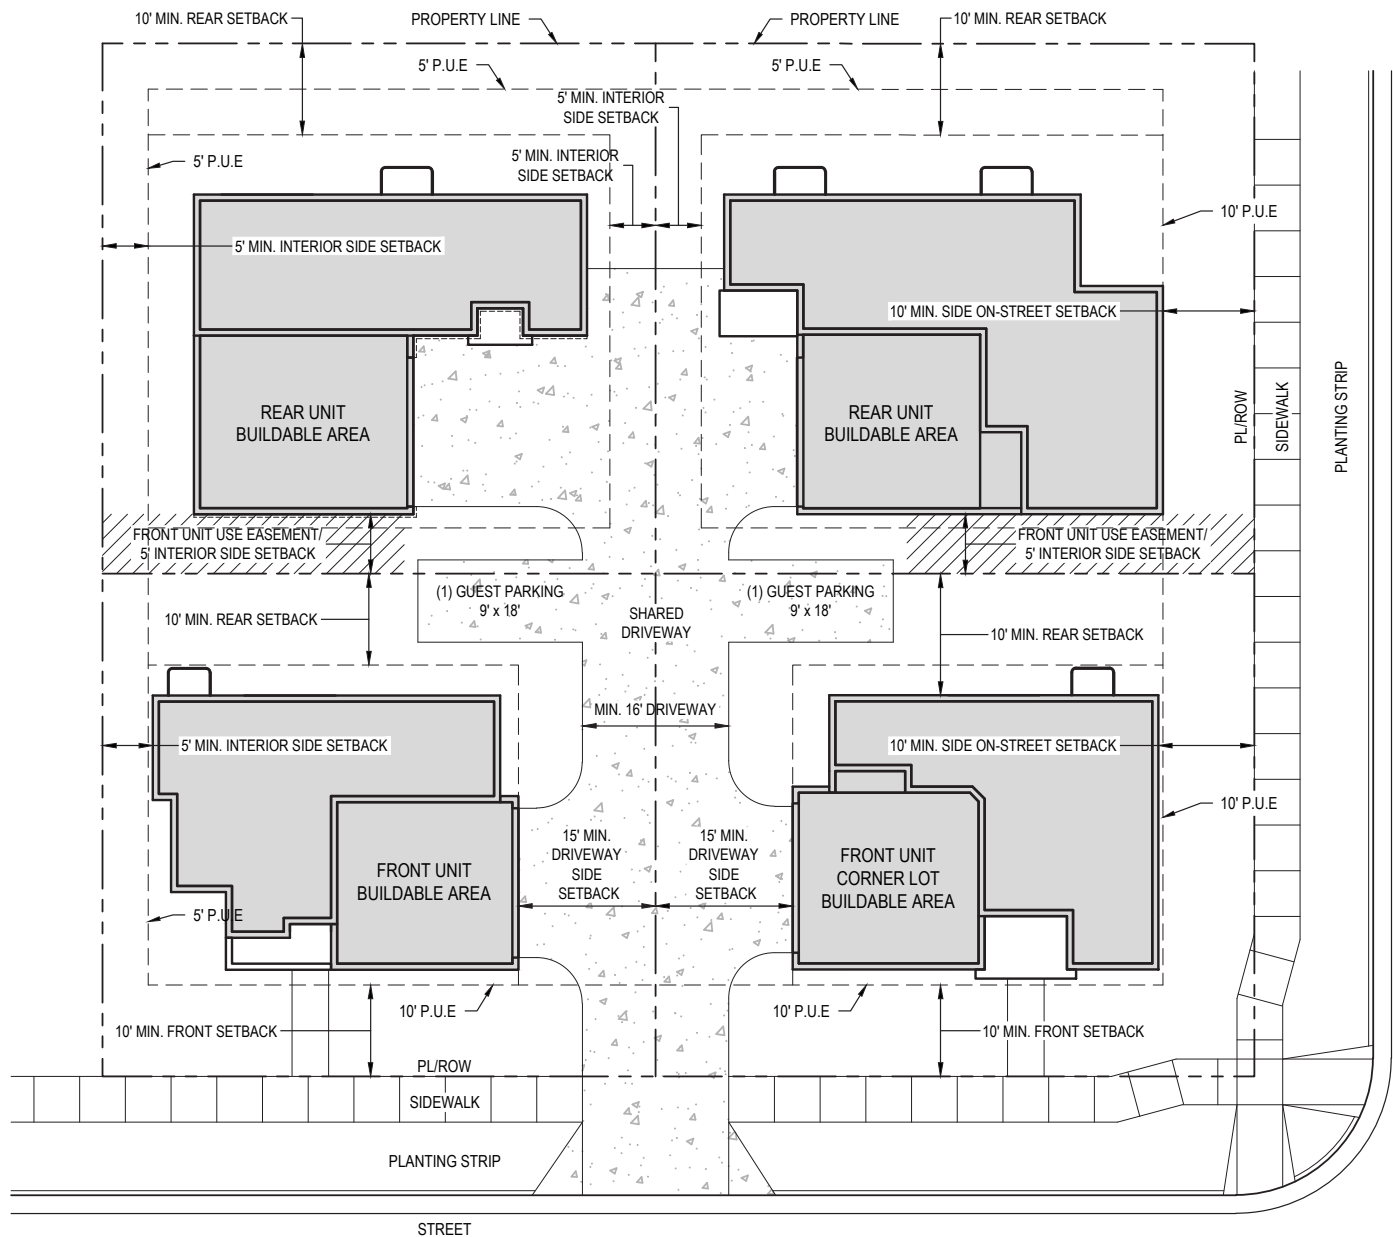 10' MIN. REAR SETBACK
PROPERTY LINE
PROPERTY LINE
10' MIN. REAR SETBACK
5' P.U.E
5' P.U.E
5' MIN. INTERIOR
SIDE SETBACK
5' MIN. INTERIOR
SIDE SETBACK
5' P.U.E
10' P.U.E
5' MIN. INTERIOR SIDE SETBACK
10' MIN. SIDE ON-STREET SETBACK
REAR UNIT
BUILDABLE AREA
REAR UNIT
BUILDABLE AREA
PL/ROW
SIDEWALK
PLANTING STRIP
FRONT UNIT USE EASEMENT/
5' INTERIOR SIDE SETBACK
FRONT UNIT USE EASEMENT/
5' INTERIOR SIDE SETBACK
(1) GUEST PARKING
9' x 18'
(1) GUEST PARKING
9' x 18'
10' MIN. REAR SETBACK
SHARED
DRIVEWAY
10' MIN. REAR SETBACK
MIN. 16' DRIVEWAY
5' MIN. INTERIOR SIDE SETBACK
10' MIN. SIDE ON-STREET SETBACK
10' P.U.E
15' MIN.
DRIVEWAY
SIDE
SETBACK
15' MIN.
DRIVEWAY
SIDE
SETBACK
FRONT UNIT
BUILDABLE AREA
FRONT UNIT
CORNER LOT
BUILDABLE AREA
5' P.U.E
10' P.U.E
10' P.U.E
10' MIN. FRONT SETBACK
10' MIN. FRONT SETBACK
PL/ROW
SIDEWALK
PLANTING STRIP
STREET